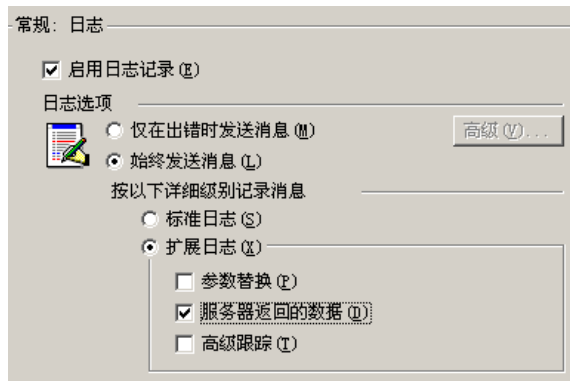 常规: 日志
启用日志记录(E)
日志选项
仅在出错时发送消息(M)
高级(V)...
始终发送消息(L)
按以下详细级别记录消息
标准日志(S)
扩展日志(X)
参数替换(P)
服务器返回的数据(D)
高级跟踪(T)